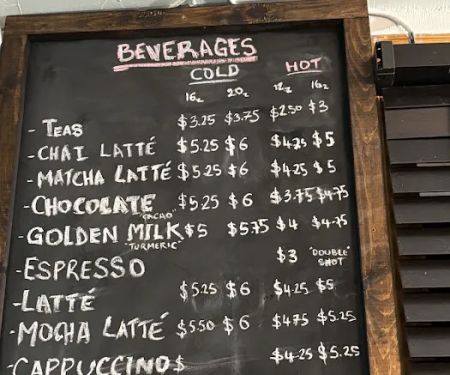 BEVERAGES
COLD HOT
16z 20z 12z 16z
- TEAS $3.25 $3.75 $2.50 $3
- CHAI LATTÉ $5.25 $6 $4.25 $5
- MATCHA LATTÉ $5.25 $6 $4.25 $5
- CHOCOLATE $5.25 $6 $3.75 $4.75
"CACAO"
- GOLDEN MILK $5 $5.75 $4 $4.75
"TURMERIC"
- ESPRESSO $3 "DOUBLE"
SHOT
- LATTÉ $5.25 $6 $4.25 $5
- MOCHA LATTÉ $5.50 $6 $4.75 $5.25
- CAPPUCCINO $4.25 $5.25